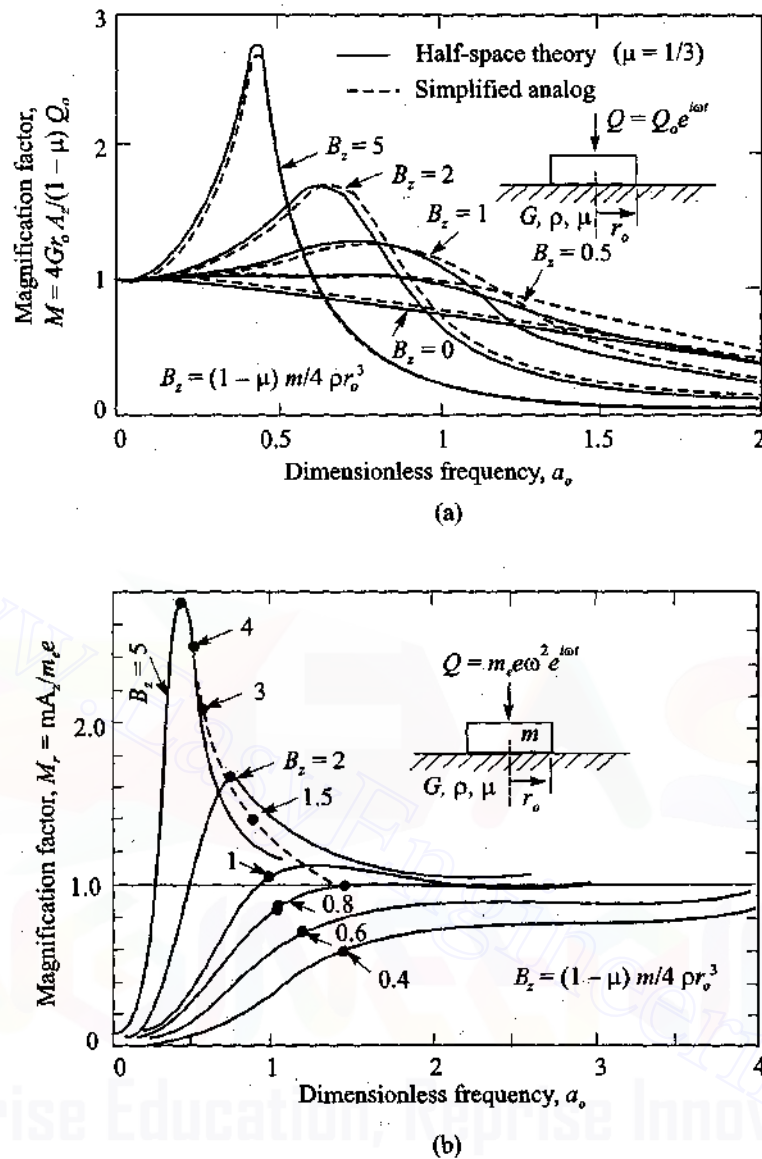 3
2
1
0
Magnification factor,
M = 4Gr_o A_z/(1 − μ) Q_o
Half-space theory (μ = 1/3)
Simplified analog
Q = Q_o e^{iωt}
B_z = 5
B_z = 2
B_z = 1
B_z = 0.5
G, ρ, μ
r_o
B_z = 0
B_z = (1 − μ) m/4 ρr_o^3
0 0.5 1 1.5 2
Dimensionless frequency, a_o
(a)
Magnification factor, M_r = mA_z/m_e e
2.0
1.0
0
B_z = 5
4
3
B_z = 2
1.5
1
0.8
0.6
0.4
Q = m_e eω^2 e^{iωt}
m
G, ρ, μ
r_o
B_z = (1 − μ) m/4 ρr_o^3
0 1 2 3 4
Dimensionless frequency, a_o
(b)